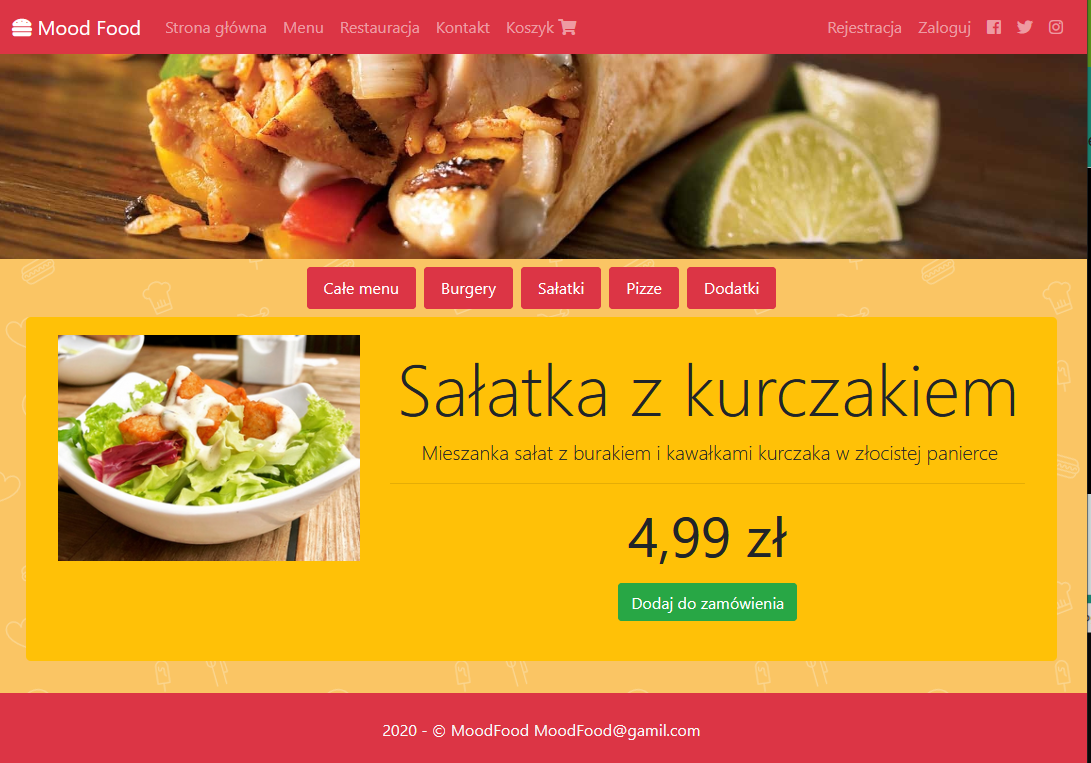 Mood Food Strona główna Menu Restauracja Kontakt Koszyk Rejestracja Zaloguj
Całe menu Burgery Sałatki Pizze Dodatki
Sałatka z kurczakiem
Mieszanka sałat z burakiem i kawałkami kurczaka w złocistej panierce
4,99 zł
Dodaj do zamówienia
2020 - © MoodFood MoodFood@gamil.com